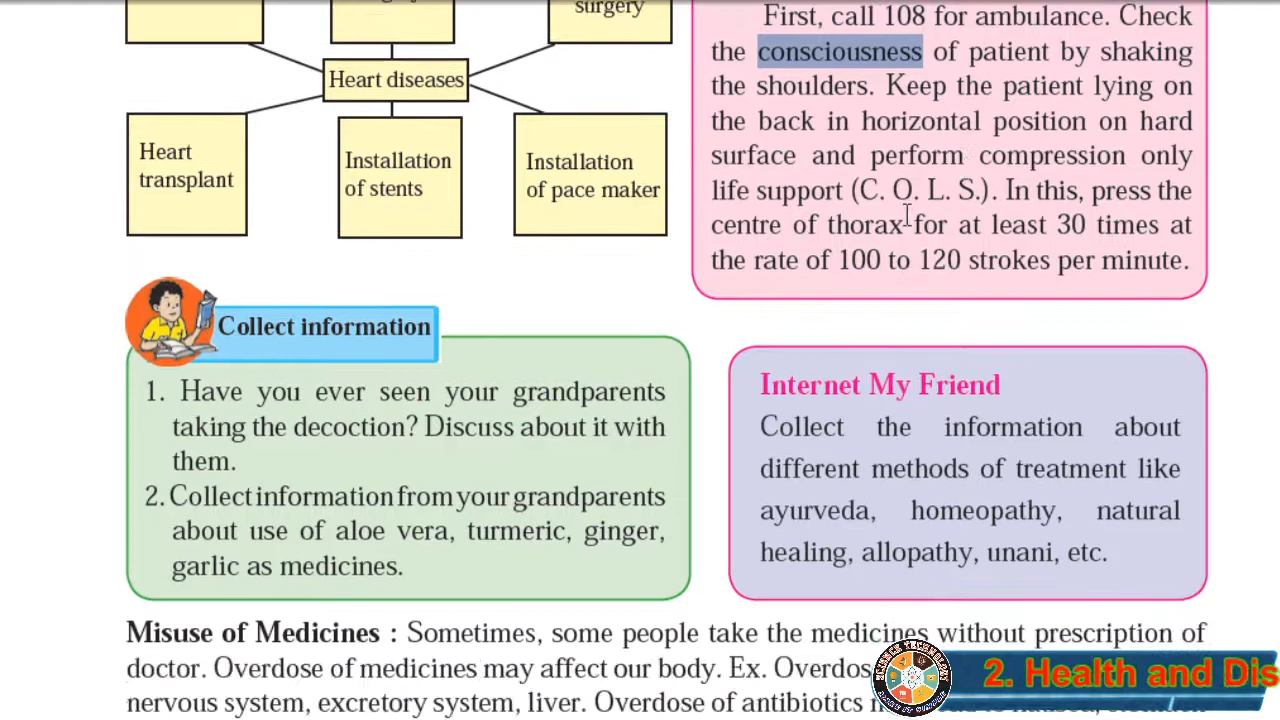 surgery
Heart diseases
Heart
transplant
Installation
of stents
Installation
of pace maker
First, call 108 for ambulance. Check
the consciousness of patient by shaking
the shoulders. Keep the patient lying on
the back in horizontal position on hard
surface and perform compression only
life support (C. O. L. S.). In this, press the
centre of thorax for at least 30 times at
the rate of 100 to 120 strokes per minute.
Collect information
1. Have you ever seen your grandparents
taking the decoction? Discuss about it with
them.
2. Collect information from your grandparents
about use of aloe vera, turmeric, ginger,
garlic as medicines.
Internet My Friend
Collect the information about
different methods of treatment like
ayurveda, homeopathy, natural
healing, allopathy, unani, etc.
Misuse of Medicines : Sometimes, some people take the medicines without prescription of
doctor. Overdose of medicines may affect our body. Ex. Overdos
nervous system, excretory system, liver. Overdose of antibiotics
2. Health and Dis
SCIENCE TECHNOLOGY